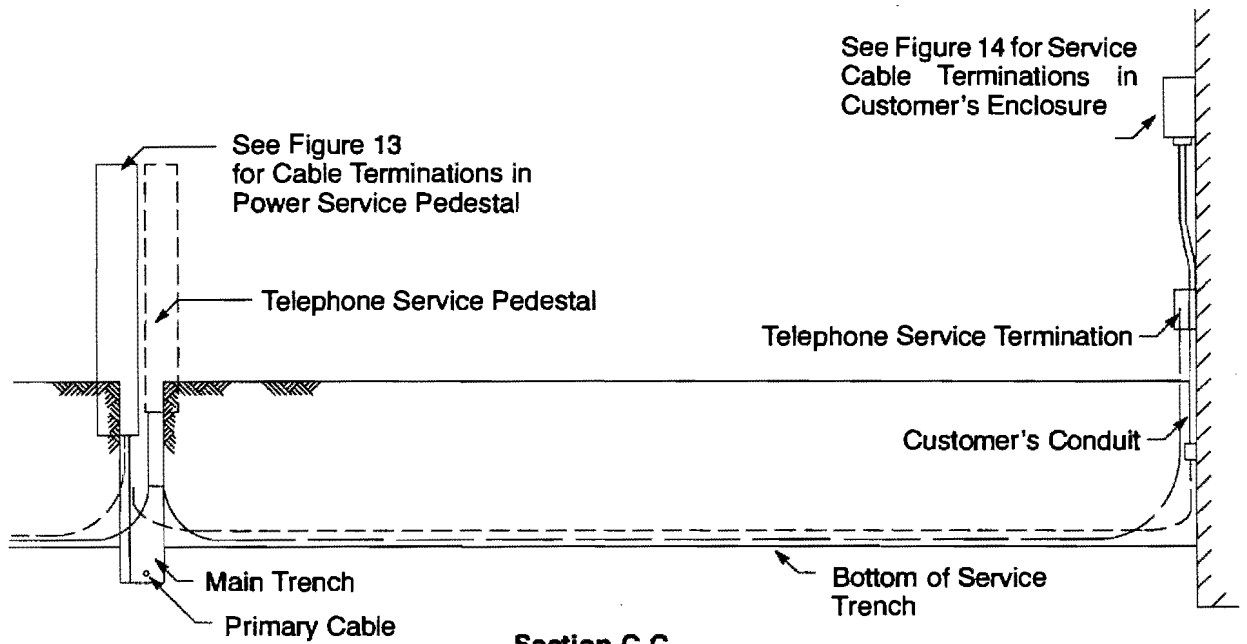 See Figure 14 for Service
Cable Terminations in
Customer's Enclosure
See Figure 13
for Cable Terminations in
Power Service Pedestal
Telephone Service Pedestal
Telephone Service Termination
Customer's Conduit
Main Trench
Bottom of Service
Trench
Primary Cable
Section C-C